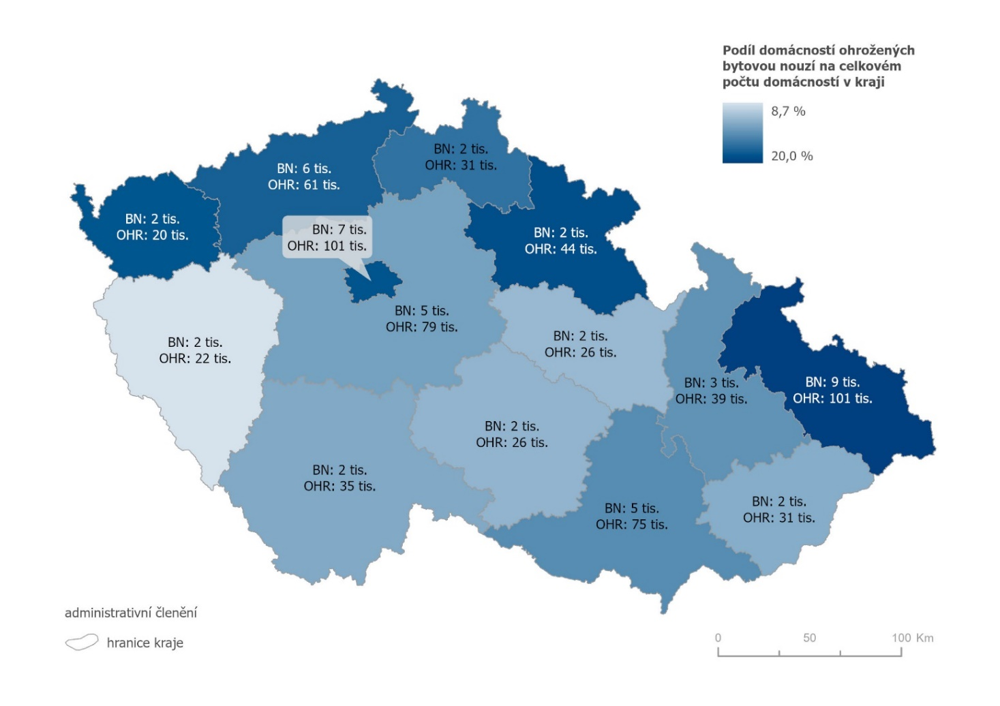 Podíl domácností ohrožených
bytovou nouzí na celkovém
počtu domácností v kraji
8,7 %
20,0 %
BN: 2 tis.
OHR: 31 tis.
BN: 6 tis.
OHR: 61 tis.
BN: 2 tis.
OHR: 20 tis.
BN: 7 tis.
OHR: 101 tis.
BN: 2 tis.
OHR: 44 tis.
BN: 5 tis.
OHR: 79 tis.
BN: 2 tis.
OHR: 22 tis.
BN: 2 tis.
OHR: 26 tis.
BN: 3 tis.
OHR: 39 tis.
BN: 9 tis.
OHR: 101 tis.
BN: 2 tis.
OHR: 26 tis.
BN: 2 tis.
OHR: 35 tis.
BN: 5 tis.
OHR: 75 tis.
BN: 2 tis.
OHR: 31 tis.
administrativní členění
hranice kraje
0 50 100 Km